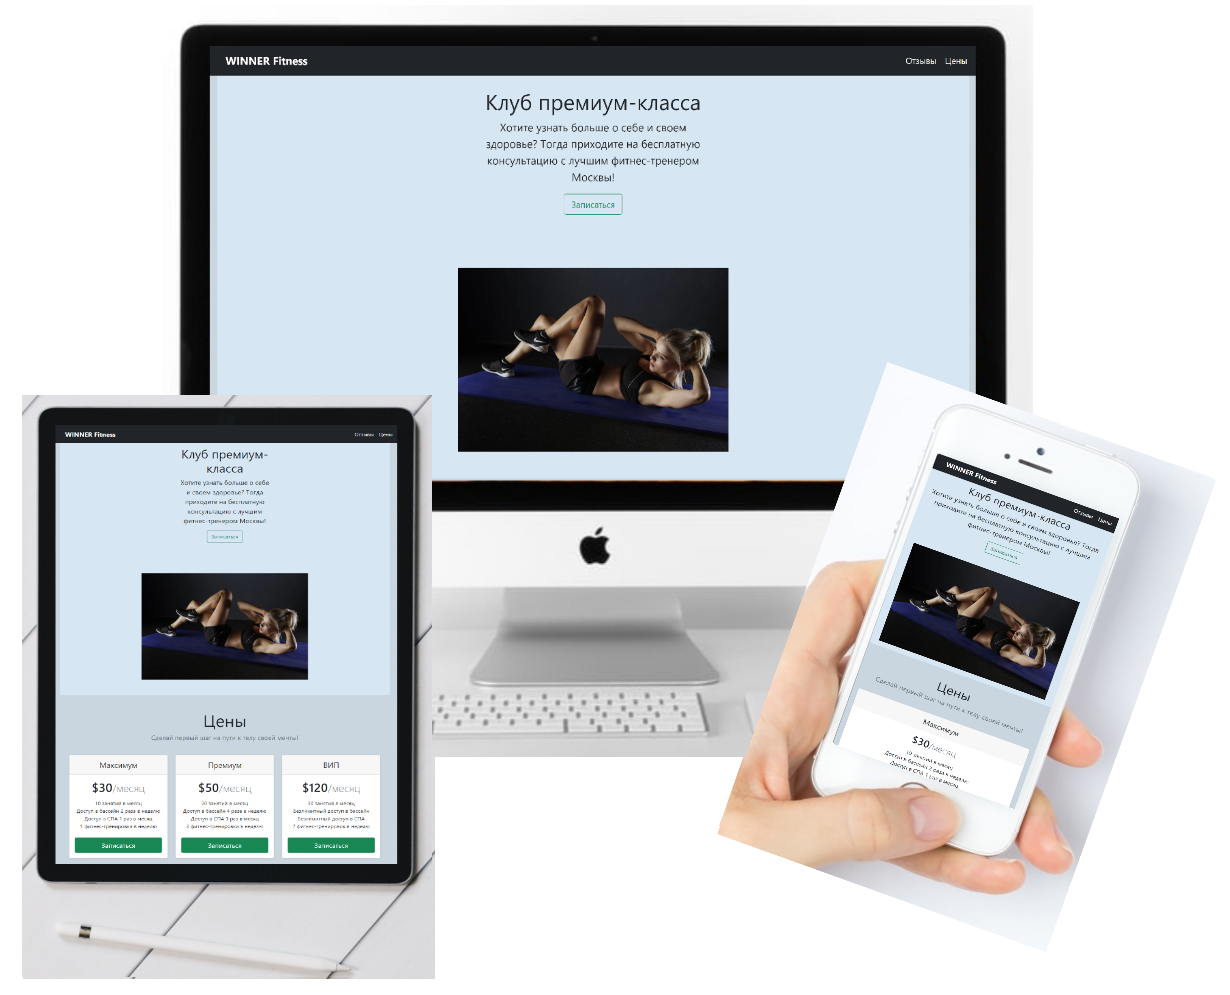 WINNER Fitness
Отзывы Цены
Клуб премиум-класса
Хотите узнать больше о себе и своем
здоровье? Тогда приходите на бесплатную
консультацию с лучшим фитнес-тренером
Москвы!
Записаться
WINNER Fitness
Отзывы Цены
Клуб премиум-
класса
Хотите узнать больше о себе
и своем здоровье? Тогда
приходите на бесплатную
консультацию с лучшим
фитнес-тренером Москвы!
Записаться
Цены
Сделай первый шаг на пути к телу своей мечты!
Максимум Премиум ВИП
$30/месяц $50/месяц $120/месяц
10 занятий в месяц 20 занятий в месяц 30 занятий в месяц
Доступ в бассейн 2 раза в неделю Доступ в бассейн 4 раза в неделю Безлимитный доступ в бассейн
Доступ в СПА 1 раз в месяц Доступ в СПА 3 раз в месяц Безлимитный доступ в СПА
1 фитнес-тренировка в неделю 3 фитнес-тренировки в неделю 7 фитнес-тренировок в неделю
Записаться Записаться Записаться
WINNER Fitness
Отзывы Цены
Клуб премиум-класса
Хотите узнать больше о себе и своем здоровье? Тогда
приходите на бесплатную консультацию с лучшим
фитнес-тренером Москвы!
Записаться
Цены
Сделай первый шаг на пути к телу своей мечты!
Максимум
$30/месяц
10 занятий в месяц
Доступ в бассейн 2 раза в неделю
Доступ в СПА 1 раз в месяц